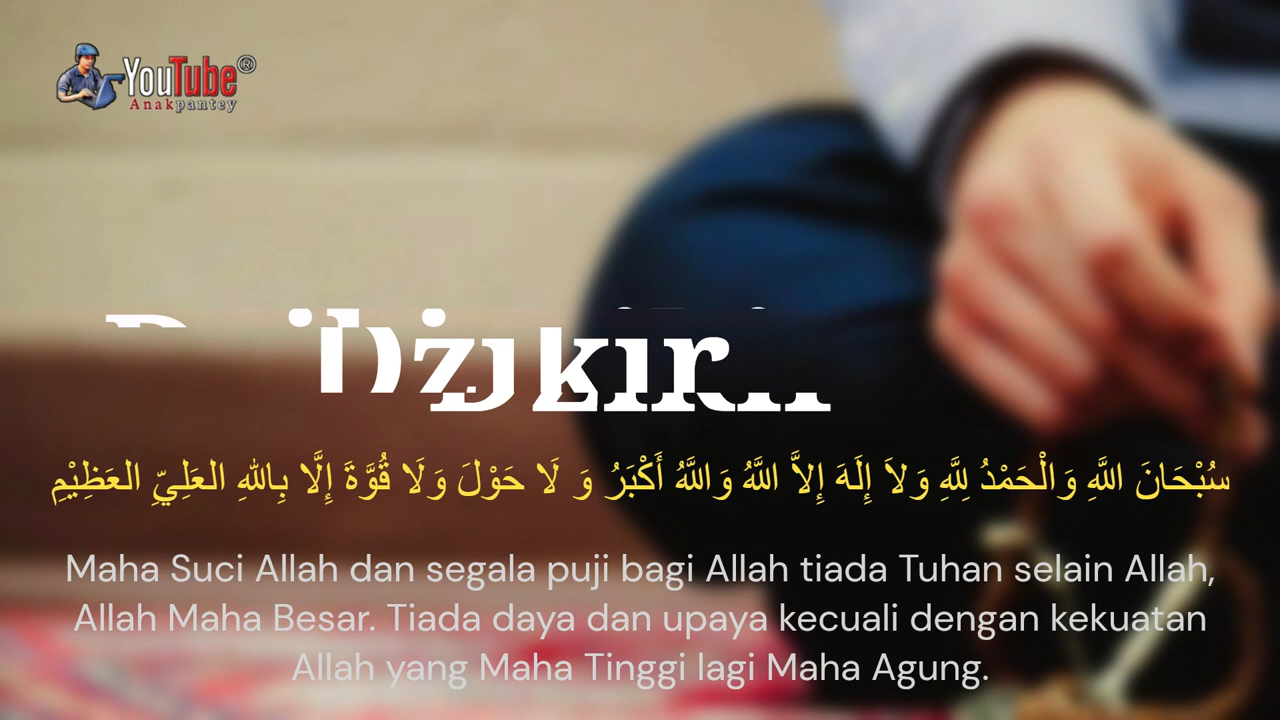 YouTube®
Anakpantey
Dzikir
سُبْحَانَ اللَّهِ وَالْحَمْدُ لِلَّهِ وَلاَ إِلَهَ إِلاَّ اللَّهُ وَاللَّهُ أَكْبَرُ وَ لَا حَوْلَ وَلَا قُوَّةَ إِلَّا بِاللهِ العَلِيِّ العَظِيْمِ
Maha Suci Allah dan segala puji bagi Allah tiada Tuhan selain Allah,
Allah Maha Besar. Tiada daya dan upaya kecuali dengan kekuatan
Allah yang Maha Tinggi lagi Maha Agung.